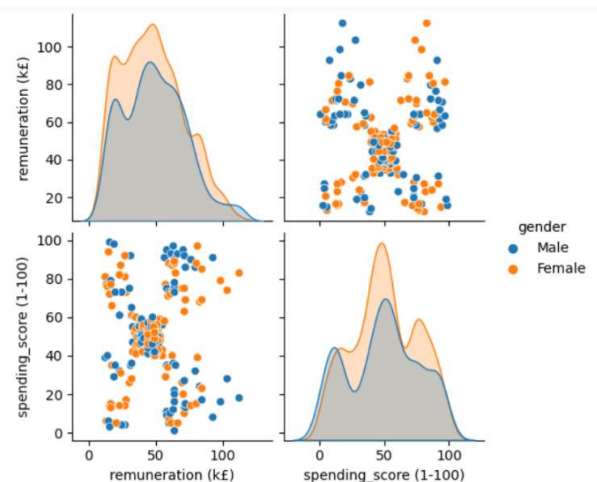 remuneration (k£)
100
80
60
40
20
gender
Male
Female
spending_score (1-100)
100
80
60
40
20
0
0 50 100
0 50 100
remuneration (k£)
spending_score (1-100)